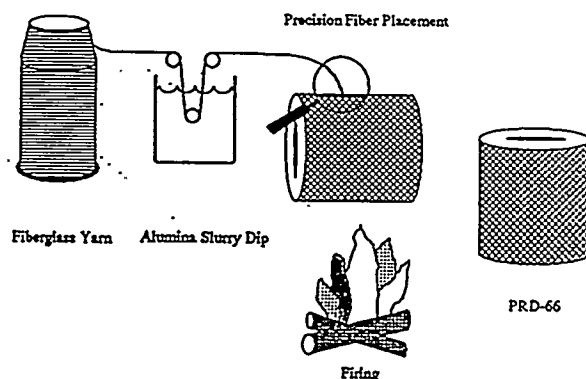 Precision Fiber Placement
Fiberglass Yarn
Alumina Slurry Dip
PRD-66
Firing